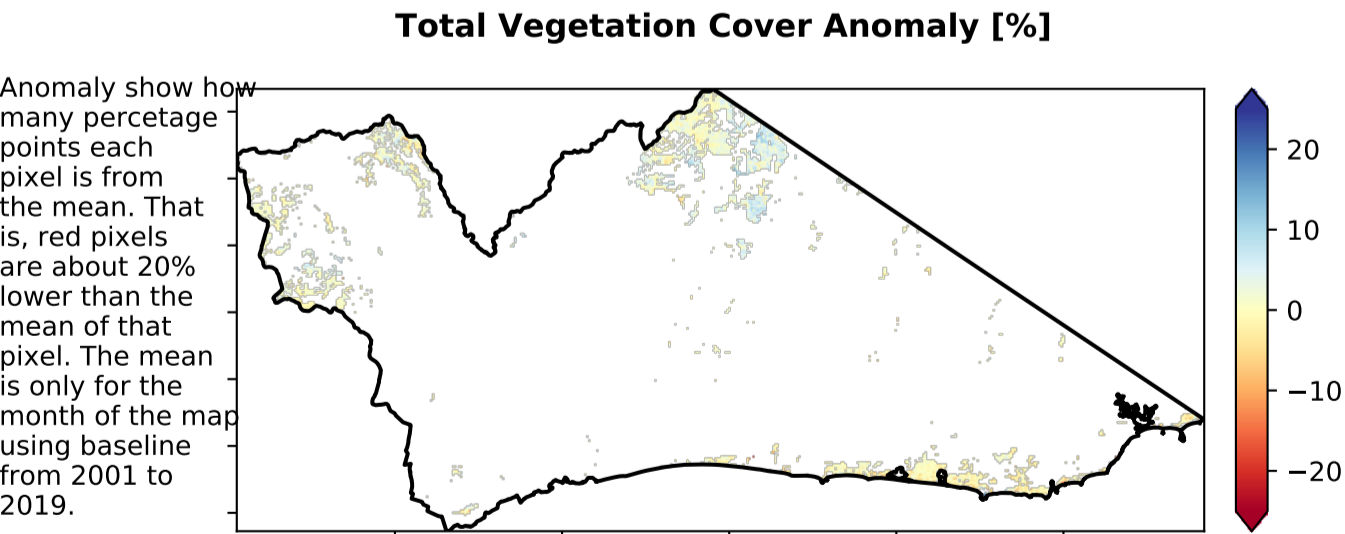 Total Vegetation Cover Anomaly [%]
Anomaly show how
many percetage
points each
pixel is from
the mean. That
is, red pixels
are about 20%
lower than the
mean of that
pixel. The mean
is only for the
month of the map
using baseline
from 2001 to
2019.
20
10
0
−10
−20